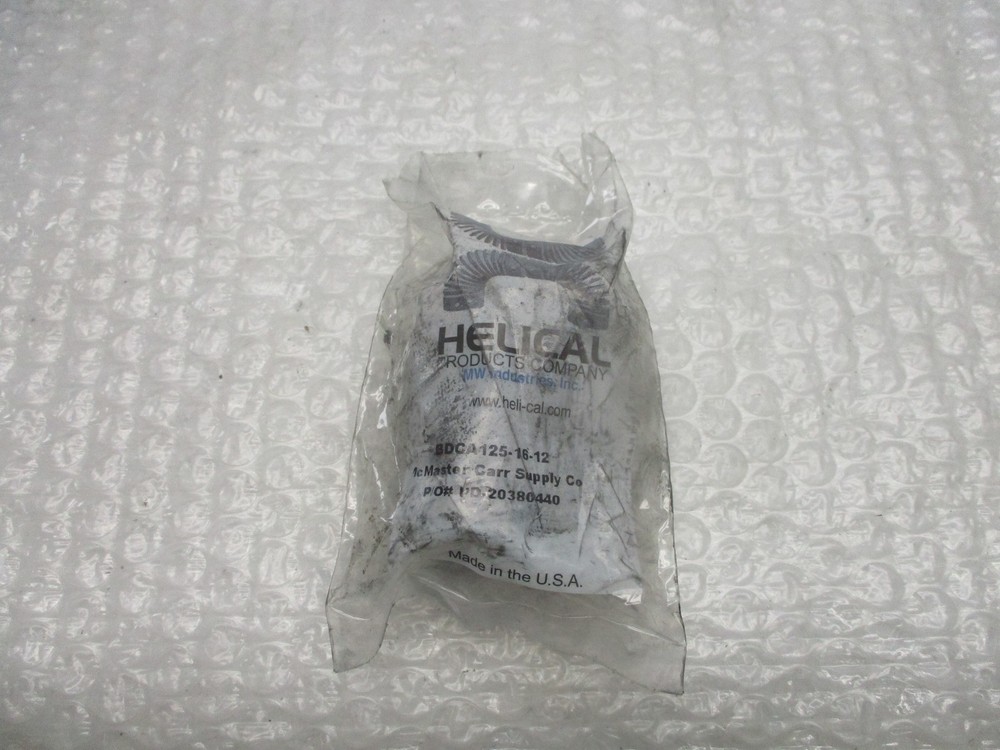 HELICAL
PRODUCTS COMPANY
MW Industries, Inc.
www.heli-cal.com
BDCA125-16-12
McMaster Carr Supply Co
PO# UD-20380440
Made in the U.S.A.